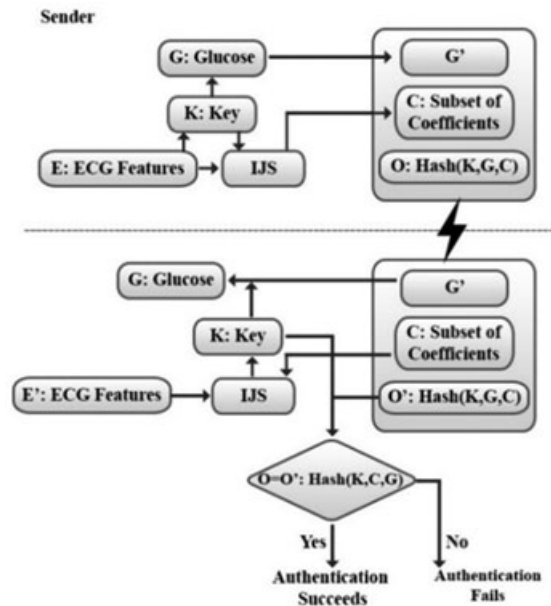 Sender
G: Glucose
G'
K: Key
C: Subset of
Coefficients
E: ECG Features
IJS
O: Hash(K,G,C)
G: Glucose
G'
K: Key
C: Subset of
Coefficients
E': ECG Features
IJS
O': Hash(K,G,C)
O=O': Hash(K,C,G)
Yes
No
Authentication
Succeeds
Authentication
Fails